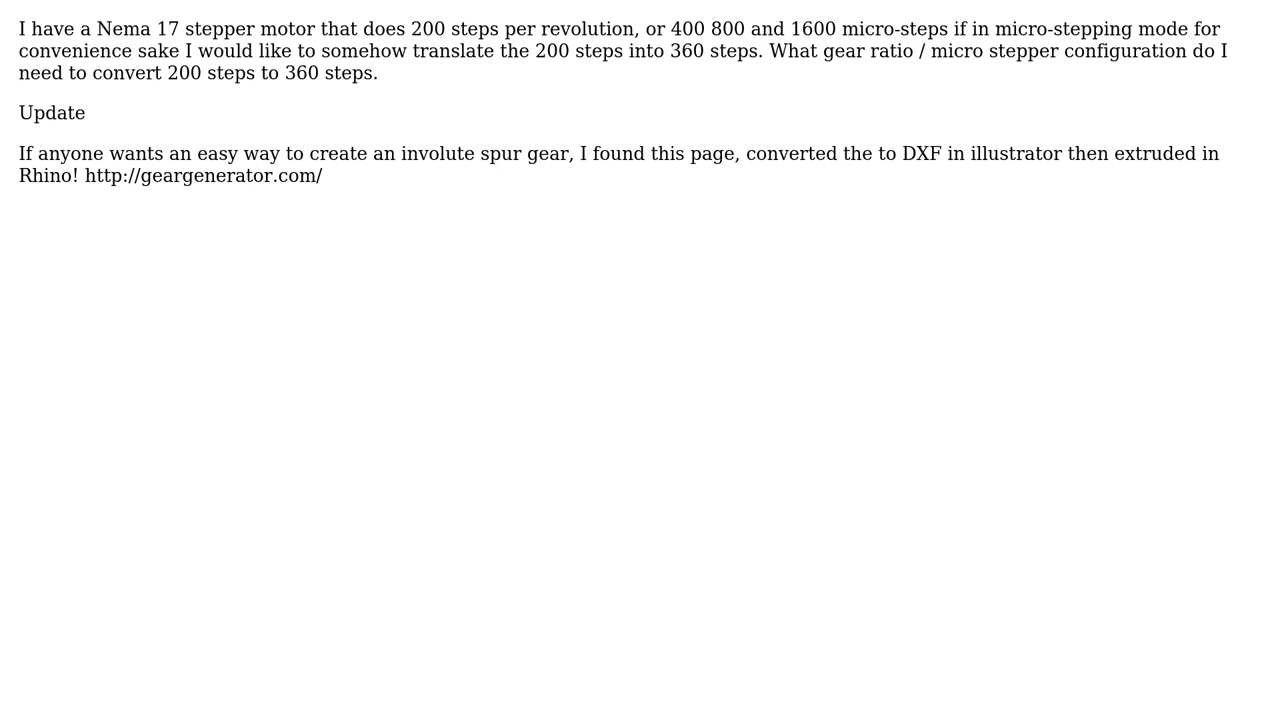 I have a Nema 17 stepper motor that does 200 steps per revolution, or 400 800 and 1600 micro-steps if in micro-stepping mode for
convenience sake I would like to somehow translate the 200 steps into 360 steps. What gear ratio / micro stepper configuration do I
need to convert 200 steps to 360 steps.
Update
If anyone wants an easy way to create an involute spur gear, I found this page, converted the to DXF in illustrator then extruded in
Rhino! http://geargenerator.com/